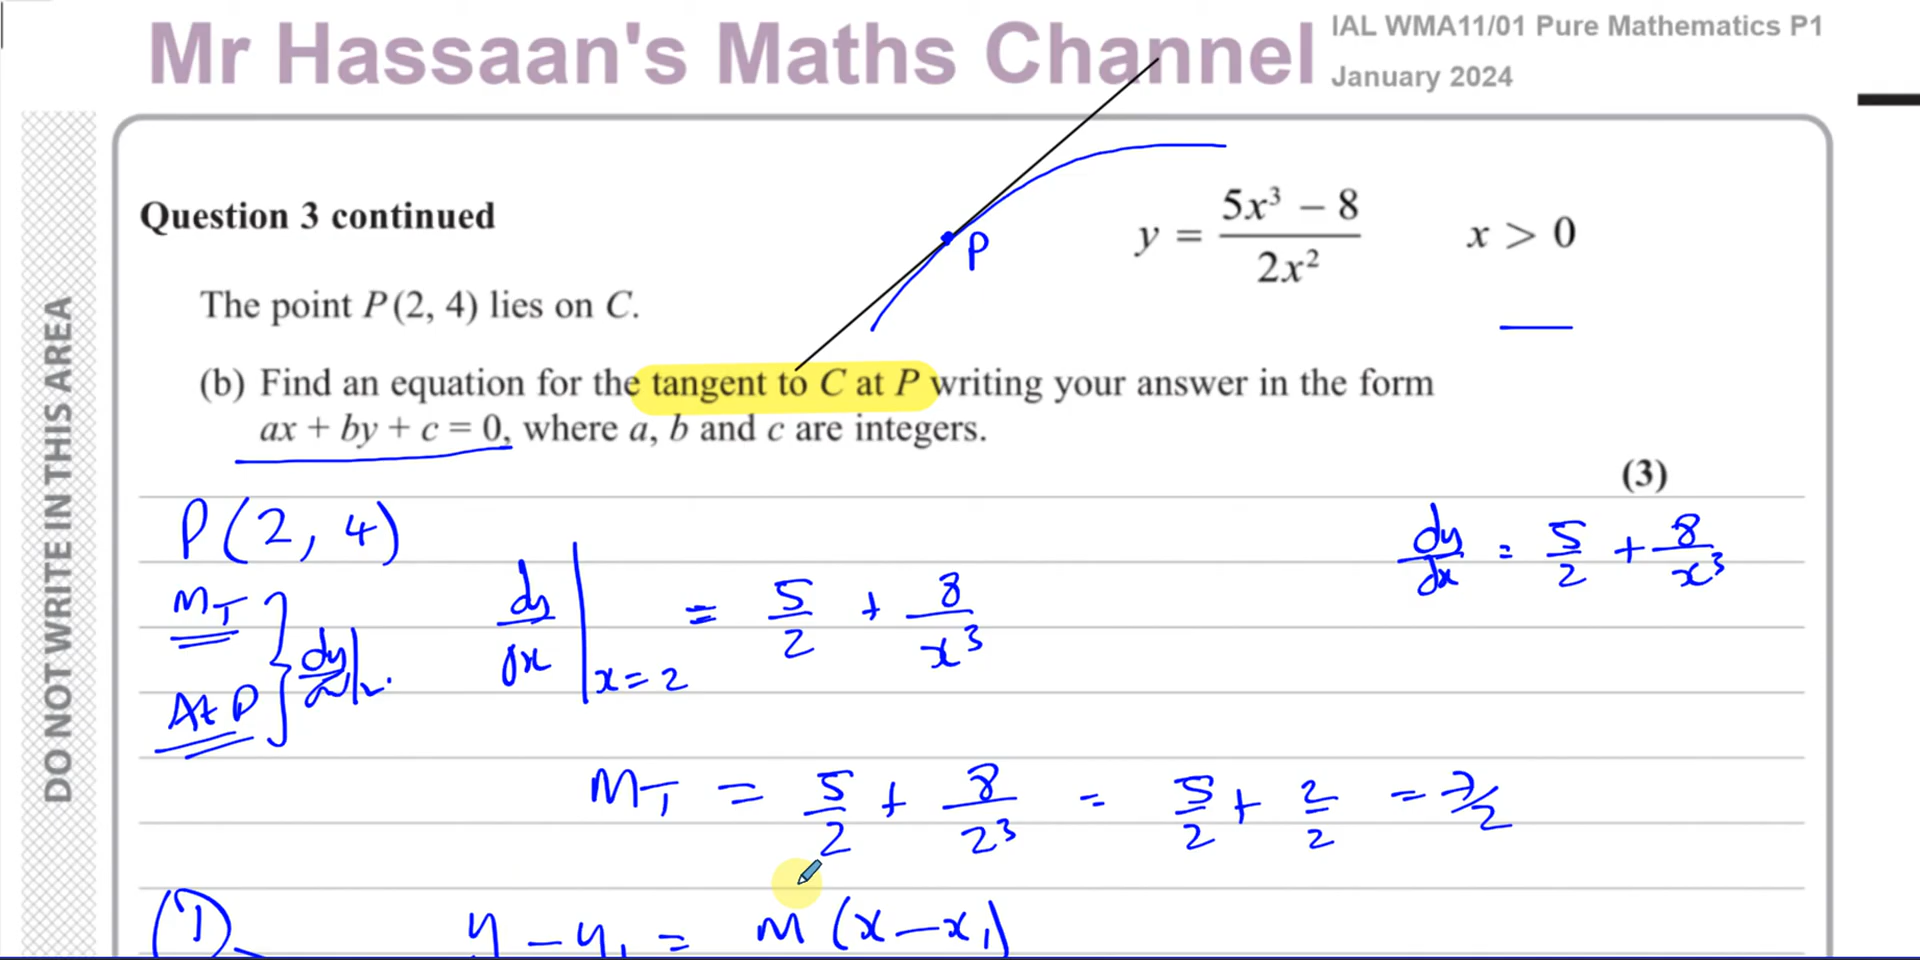 Mr Hassaan's Maths Channel
IAL WMA11/01 Pure Mathematics P1
January 2024
DO NOT WRITE IN THIS AREA
Question 3 continued
P
y = (5x³ − 8)/(2x²)   x > 0
The point P(2, 4) lies on C.
(b) Find an equation for the tangent to C at P writing your answer in the form
ax + by + c = 0, where a, b and c are integers.
(3)
P(2, 4)
dy/dx = 5/2 + 8/x³
M_T
At P } dy/dx|₂.
dy/dx|x=2 = 5/2 + 8/x³
M_T = 5/2 + 8/2³ = 5/2 + 2/2 = 7/2
(T) y − y₁ = m(x − x₁)